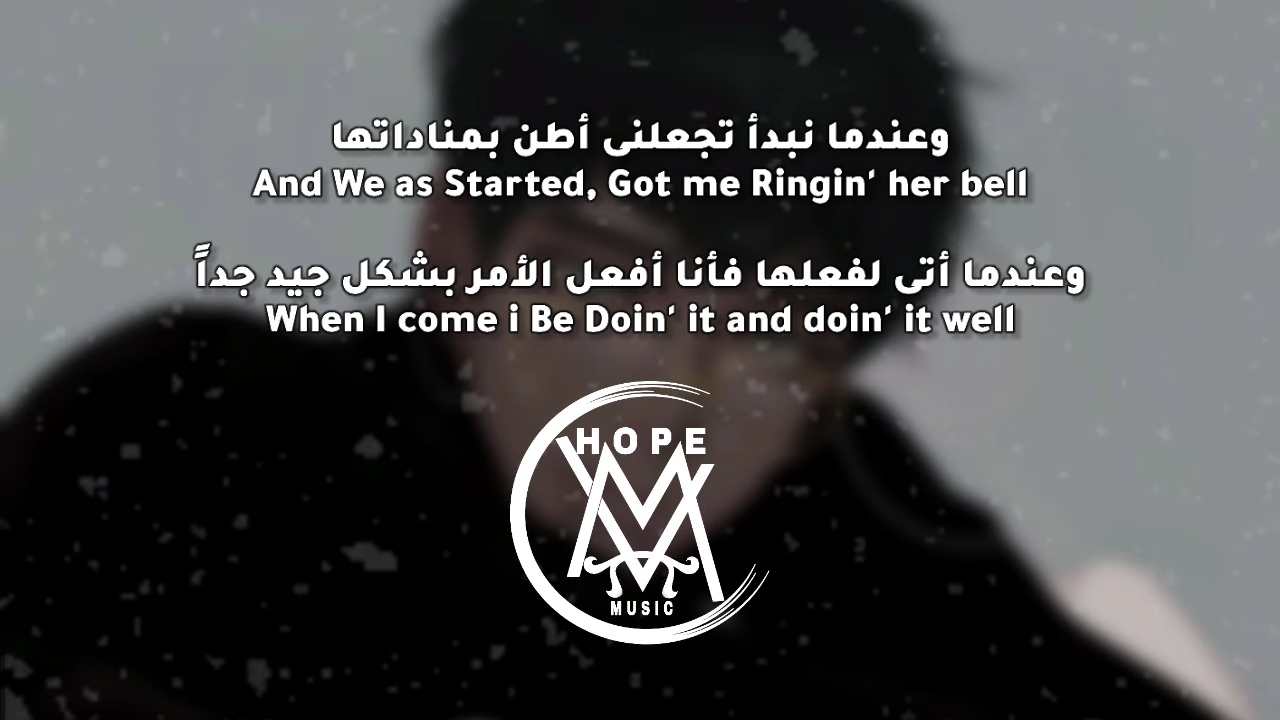 وعندما نبدأ تجعلنى أطن بمناداتها
And We as Started, Got me Ringin' her bell
وعندما أتى لفعلها فأنا أفعل الأمر بشكل جيد جداً
When I come i Be Doin' it and doin' it well
HOPE
MUSIC